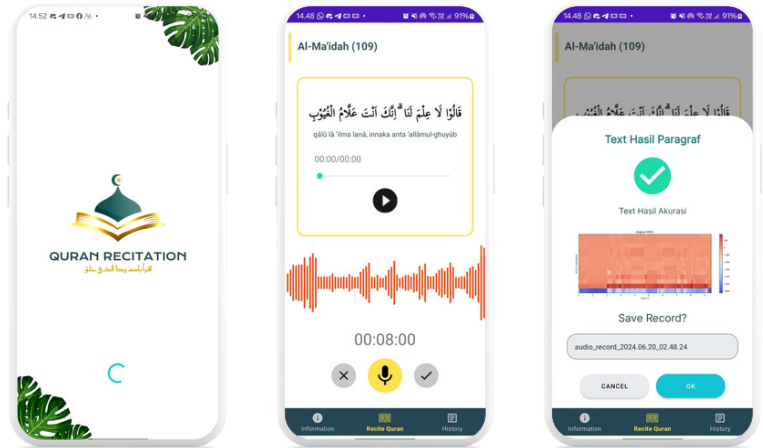 14.52
QURAN RECITATION
14.48
91%
Al-Ma'idah (109)
قَالُوْا لَا عِلْمَ لَنَا ۗاِنَّكَ اَنْتَ عَلَّامُ الْغُيُوْبِ
qālū lā 'ilma lanā, innaka anta 'allāmul-ghuyūb
00:00/00:00
00:08:00
Information
Recite Quran
History
14.48
91%
Al-Ma'idah (109)
Text Hasil Paragraf
Text Hasil Akurasi
Save Record?
audio_record_2024.06.20_02.48.24
CANCEL
OK
Information
Recite Quran
History